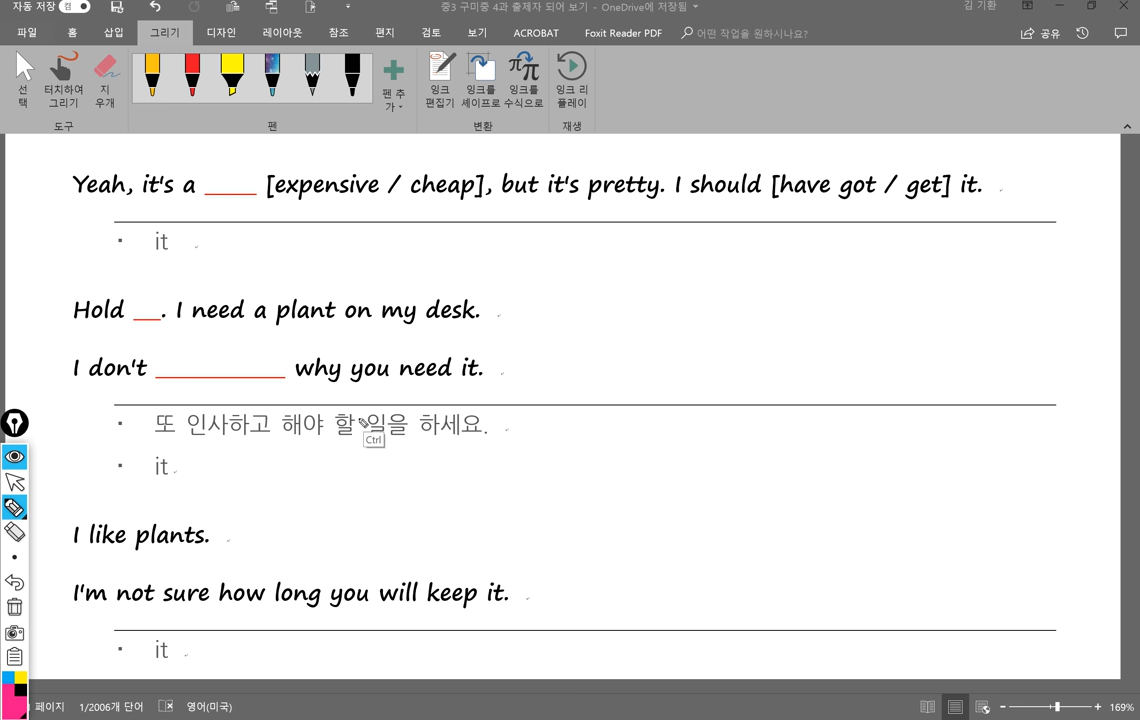 자동 저장 켬 중3 구미중 4과 출제자 되어 보기 - OneDrive에 저장됨 김 기환
파일 홈 삽입 그리기 디자인 레이아웃 참조 편지 검토 보기 ACROBAT Foxit Reader PDF 어떤 작업을 원하시나요? 공유
선택 터치하여 그리기 지우개 펜 추가 잉크 편집기 잉크를 셰이프로 잉크를 수식으로 잉크 리플레이
도구 펜 변환 재생
Yeah, it's a ____ [expensive / cheap], but it's pretty. I should [have got / get] it.
· it
Hold __. I need a plant on my desk.
I don't __________ why you need it.
· 또 인사하고 해야 할 일을 하세요.
Ctrl
· it
I like plants.
I'm not sure how long you will keep it.
· it
페이지 1/2006개 단어 영어(미국) 169%